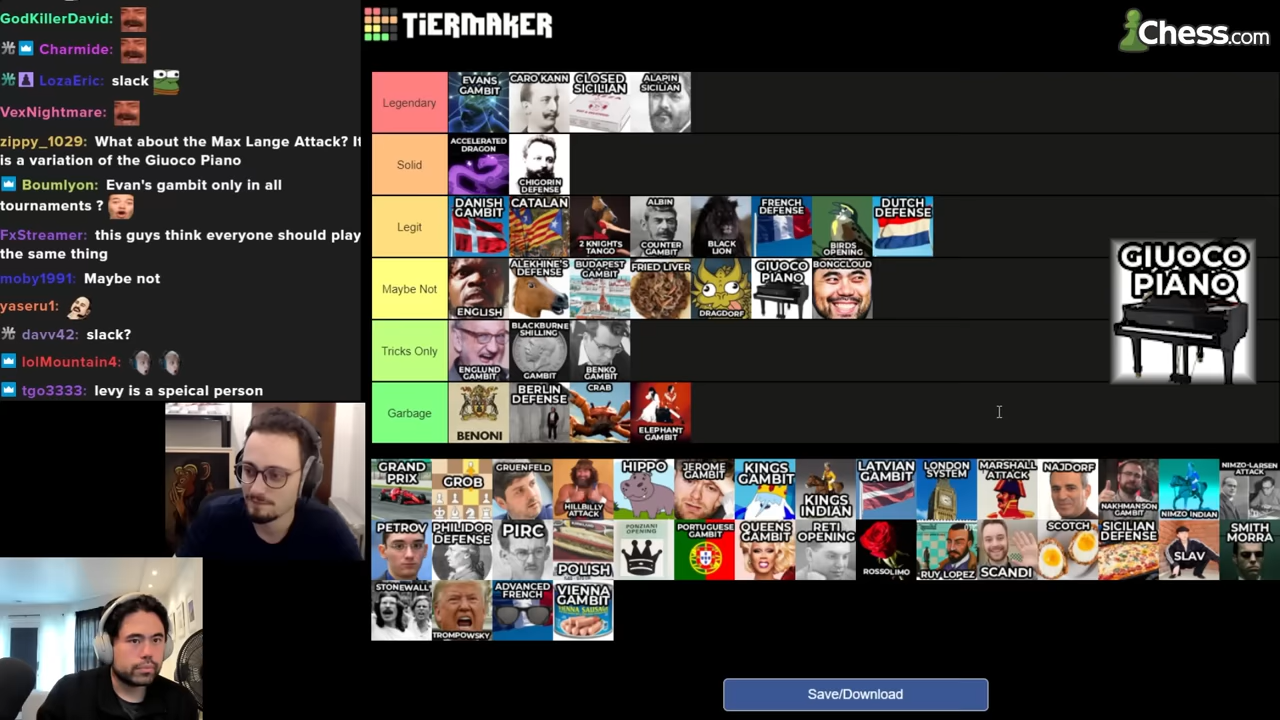 GodKillerDavid:
Charmide:
LozaEric: slack
VexNightmare:
zippy_1029: What about the Max Lange Attack? It
is a variation of the Giuoco Piano
Boumlyon: Evan's gambit only in all
tournaments ?
FxStreamer: this guys think everyone should play
the same thing
moby1991: Maybe not
yaseru1:
davv42: slack?
lolMountain4:
tgo3333: levy is a speical person
TIERMAKER
Chess.com
Legendary
EVANS GAMBIT
CARO KANN
CLOSED SICILIAN
ALAPIN SICILIAN
Solid
ACCELERATED DRAGON
CHIGORIN DEFENSE
Legit
DANISH GAMBIT
CATALAN
2 KNIGHTS TANGO
ALBIN COUNTER GAMBIT
BLACK LION
FRENCH DEFENSE
BIRDS OPENING
DUTCH DEFENSE
Maybe Not
ENGLISH
ALEKHINE'S DEFENSE
BUDAPEST GAMBIT
FRIED LIVER
DRAGDORF
GIUOCO PIANO
BONGCLOUD
GIUOCO
PIANO
Tricks Only
ENGLUND GAMBIT
BLACKBURNE SHILLING GAMBIT
BENKO GAMBIT
Garbage
BENONI
BERLIN DEFENSE
CRAB
ELEPHANT GAMBIT
GRAND PRIX
GROB
GRUENFELD
HILLBILLY ATTACK
HIPPO
JEROME GAMBIT
KINGS GAMBIT
KINGS INDIAN
LATVIAN GAMBIT
LONDON SYSTEM
MARSHALL ATTACK
NAJDORF
NAKHMANSON GAMBIT
NIMZO INDIAN
NIMZO-LARSEN ATTACK
PETROV
PHILIDOR DEFENSE
PIRC
POLISH
PONZIANI OPENING
PORTUGUESE GAMBIT
QUEENS GAMBIT
RETI OPENING
ROSSOLIMO
RUY LOPEZ
SCANDI
SCOTCH
SICILIAN DEFENSE
SLAV
SMITH MORRA
STONEWALL
TROMPOWSKY
ADVANCED FRENCH
VIENNA GAMBIT
VIENNA SAUSAGE
Save/Download